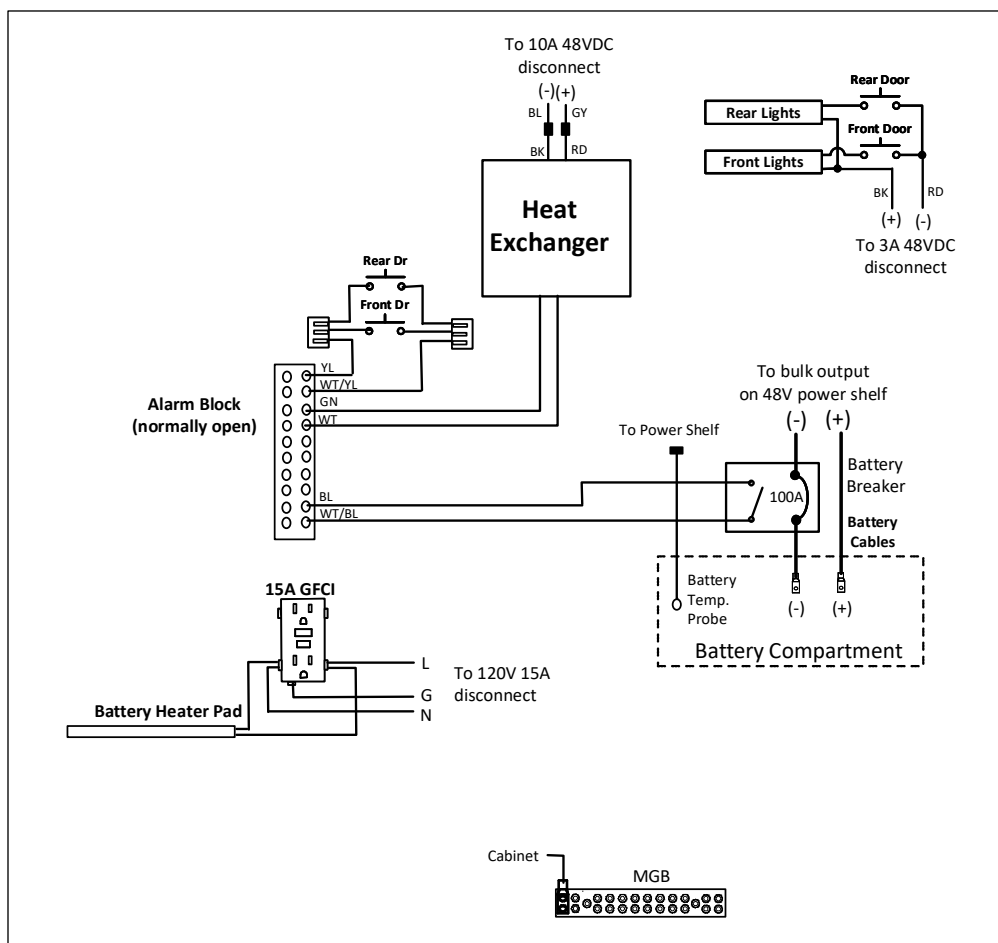 To 10A 48VDC
disconnect
(-) (+)
BL
GY
BK
RD
Heat
Exchanger
Rear Door
Rear Lights
Front Door
Front Lights
BK
RD
(+)
(-)
To 3A 48VDC
disconnect
Rear Dr
Front Dr
YL
WT/YL
GN
WT
Alarm Block
(normally open)
BL
WT/BL
To bulk output
on 48V power shelf
(-)
(+)
To Power Shelf
Battery
Breaker
100A
Battery
Cables
Battery
Temp.
Probe
(-)
(+)
Battery Compartment
15A GFCI
L
G
N
To 120V 15A
disconnect
Battery Heater Pad
Cabinet
MGB